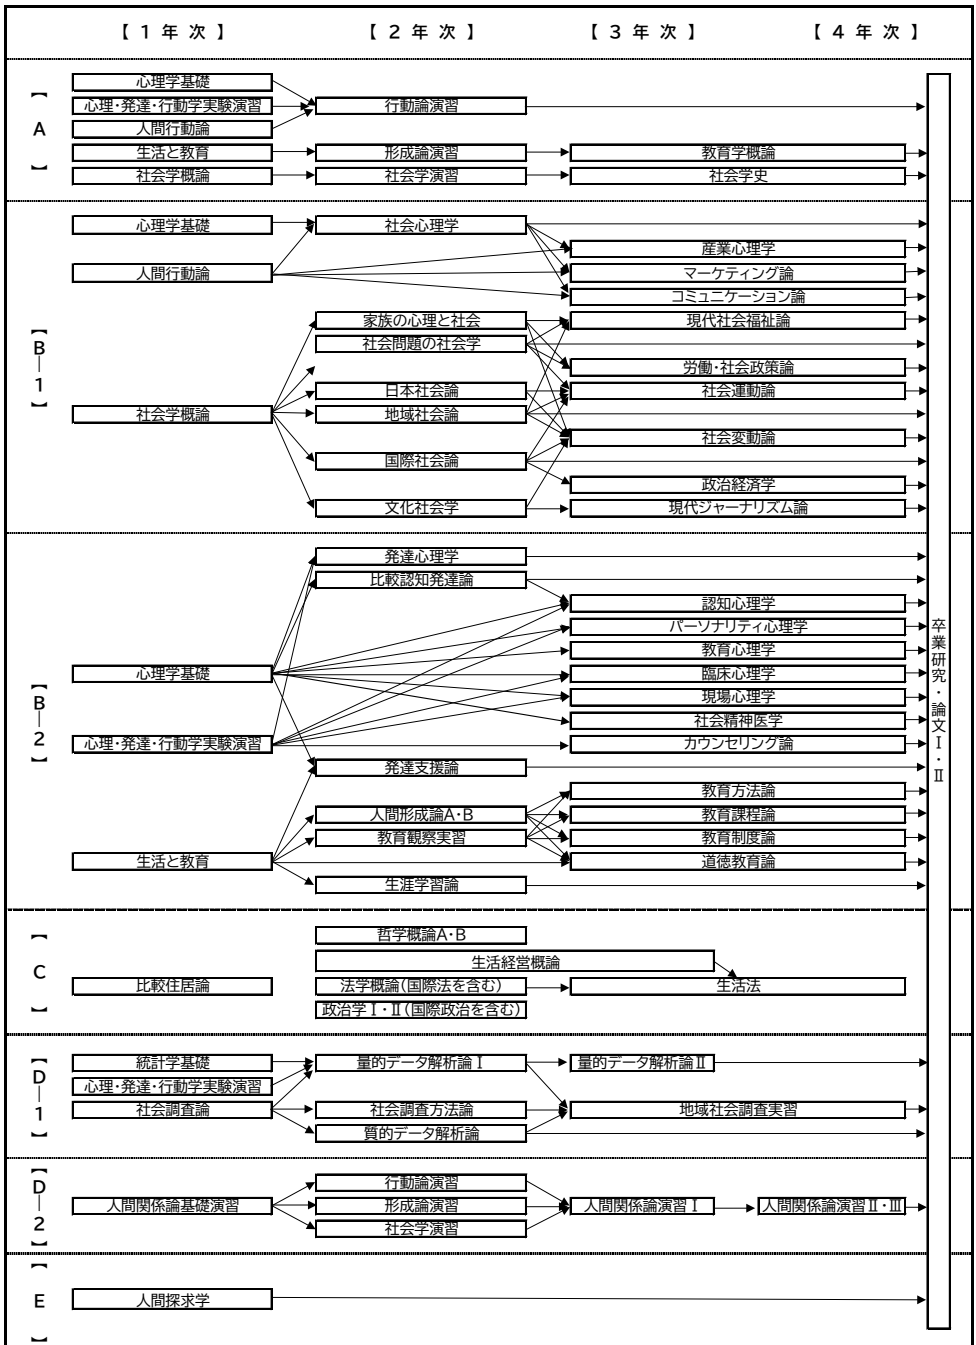 【１年次】 【２年次】 【３年次】 【４年次】
【A】
心理学基礎
心理・発達・行動学実験演習 行動論演習
人間行動論
生活と教育 形成論演習 教育学概論
社会学概論 社会学演習 社会学史
【B―1】
心理学基礎 社会心理学
産業心理学
人間行動論 マーケティング論
コミュニケーション論
家族の心理と社会 現代社会福祉論
社会問題の社会学
労働・社会政策論
日本社会論 社会運動論
社会学概論 地域社会論
社会変動論
国際社会論
政治経済学
文化社会学 現代ジャーナリズム論
【B―2】
発達心理学
比較認知発達論
認知心理学
パーソナリティ心理学
教育心理学
心理学基礎 臨床心理学
現場心理学
社会精神医学
心理・発達・行動学実験演習 カウンセリング論
発達支援論
教育方法論
人間形成論A・B 教育課程論
教育観察実習 教育制度論
生活と教育 道徳教育論
生涯学習論
卒業研究・論文Ⅰ・Ⅱ
【C】
哲学概論A・B
生活経営概論
比較住居論 法学概論（国際法を含む） 生活法
政治学Ⅰ・Ⅱ（国際政治を含む）
【D―1】
統計学基礎 量的データ解析論Ⅰ 量的データ解析論Ⅱ
心理・発達・行動学実験演習
社会調査論 社会調査方法論 地域社会調査実習
質的データ解析論
【D―2】
行動論演習
人間関係論基礎演習 形成論演習 人間関係論演習Ⅰ 人間関係論演習Ⅱ・Ⅲ
社会学演習
【E】
人間探求学